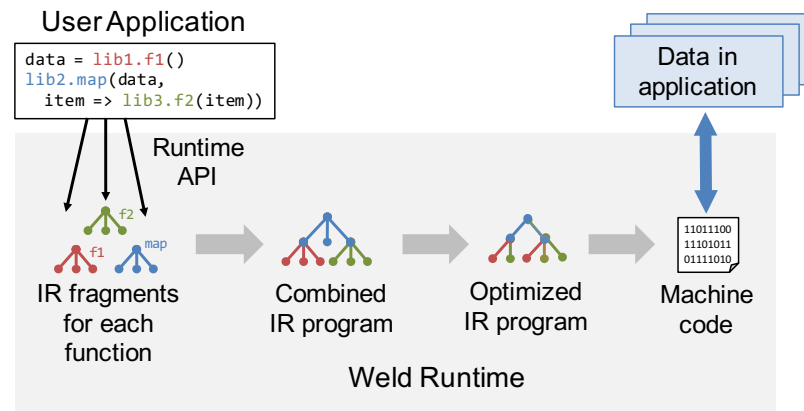 User Application
data = lib1.f1()
lib2.map(data,
item => lib3.f2(item))
Data in
application
Runtime
API
f2
f1
map
IR fragments
for each
function
Combined
IR program
Optimized
IR program
11011100
11101011
01111010
Machine
code
Weld Runtime